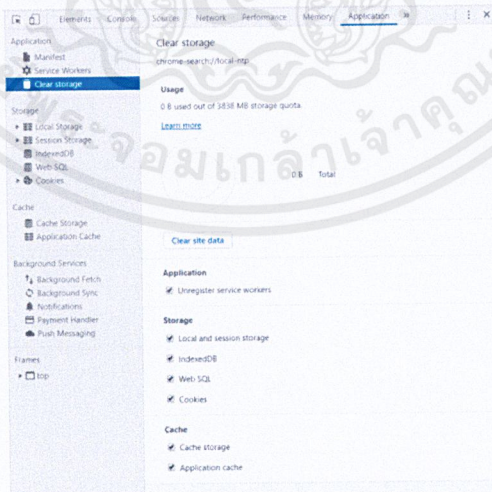 Elements Console Sources Network Performance Memory Application »
Application
Manifest
Service Workers
Clear storage
Storage
Local Storage
Session Storage
IndexedDB
Web SQL
Cookies
Cache
Cache Storage
Application Cache
Background Services
Background Fetch
Background Sync
Notifications
Payment Handler
Push Messaging
Frames
top
Clear storage
chrome-search://local-ntp
Usage
0 B used out of 3838 MB storage quota.
Learn more
0 B Total
Clear site data
Application
Unregister service workers
Storage
Local and session storage
IndexedDB
Web SQL
Cookies
Cache
Cache storage
Application cache